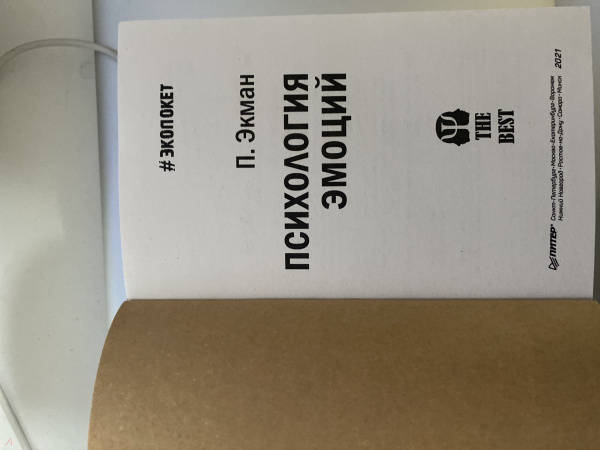 #ЭКОПОКЕТ
П. Экман
ПСИХОЛОГИЯ
ЭМОЦИЙ
THE
BEST
ПИТЕР®
Санкт-Петербург·Москва·Екатеринбург·Воронеж
Нижний Новгород·Ростов-на-Дону·Самара·Минск
2021